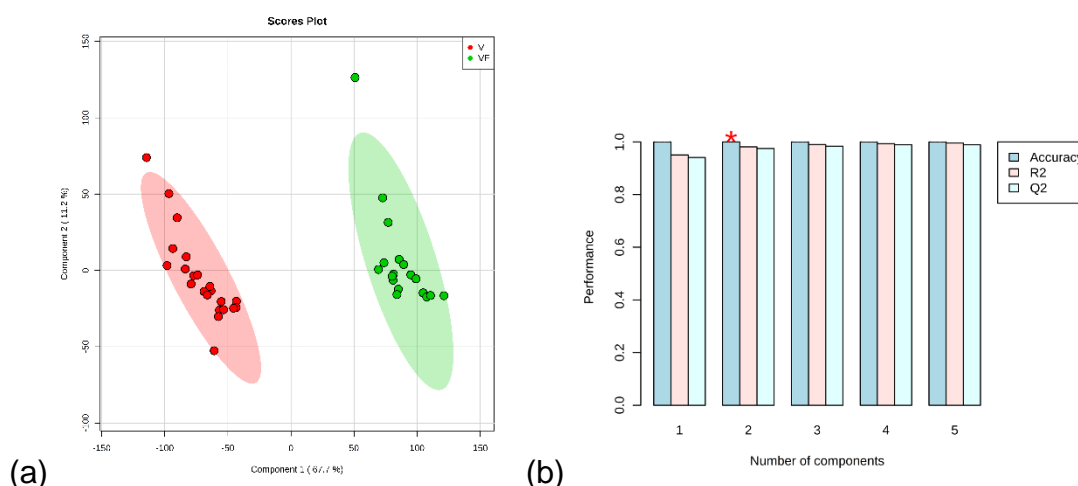 Scores Plot
V
VF
150
100
50
0
-50
-100
Component 2 ( 11.2 %)
-150
-100
-50
0
50
100
150
Component 1 ( 67.7 %)
(a)
*
Accuracy
R2
Q2
1.0
0.8
0.6
0.4
0.2
0.0
Performance
1
2
3
4
5
Number of components
(b)